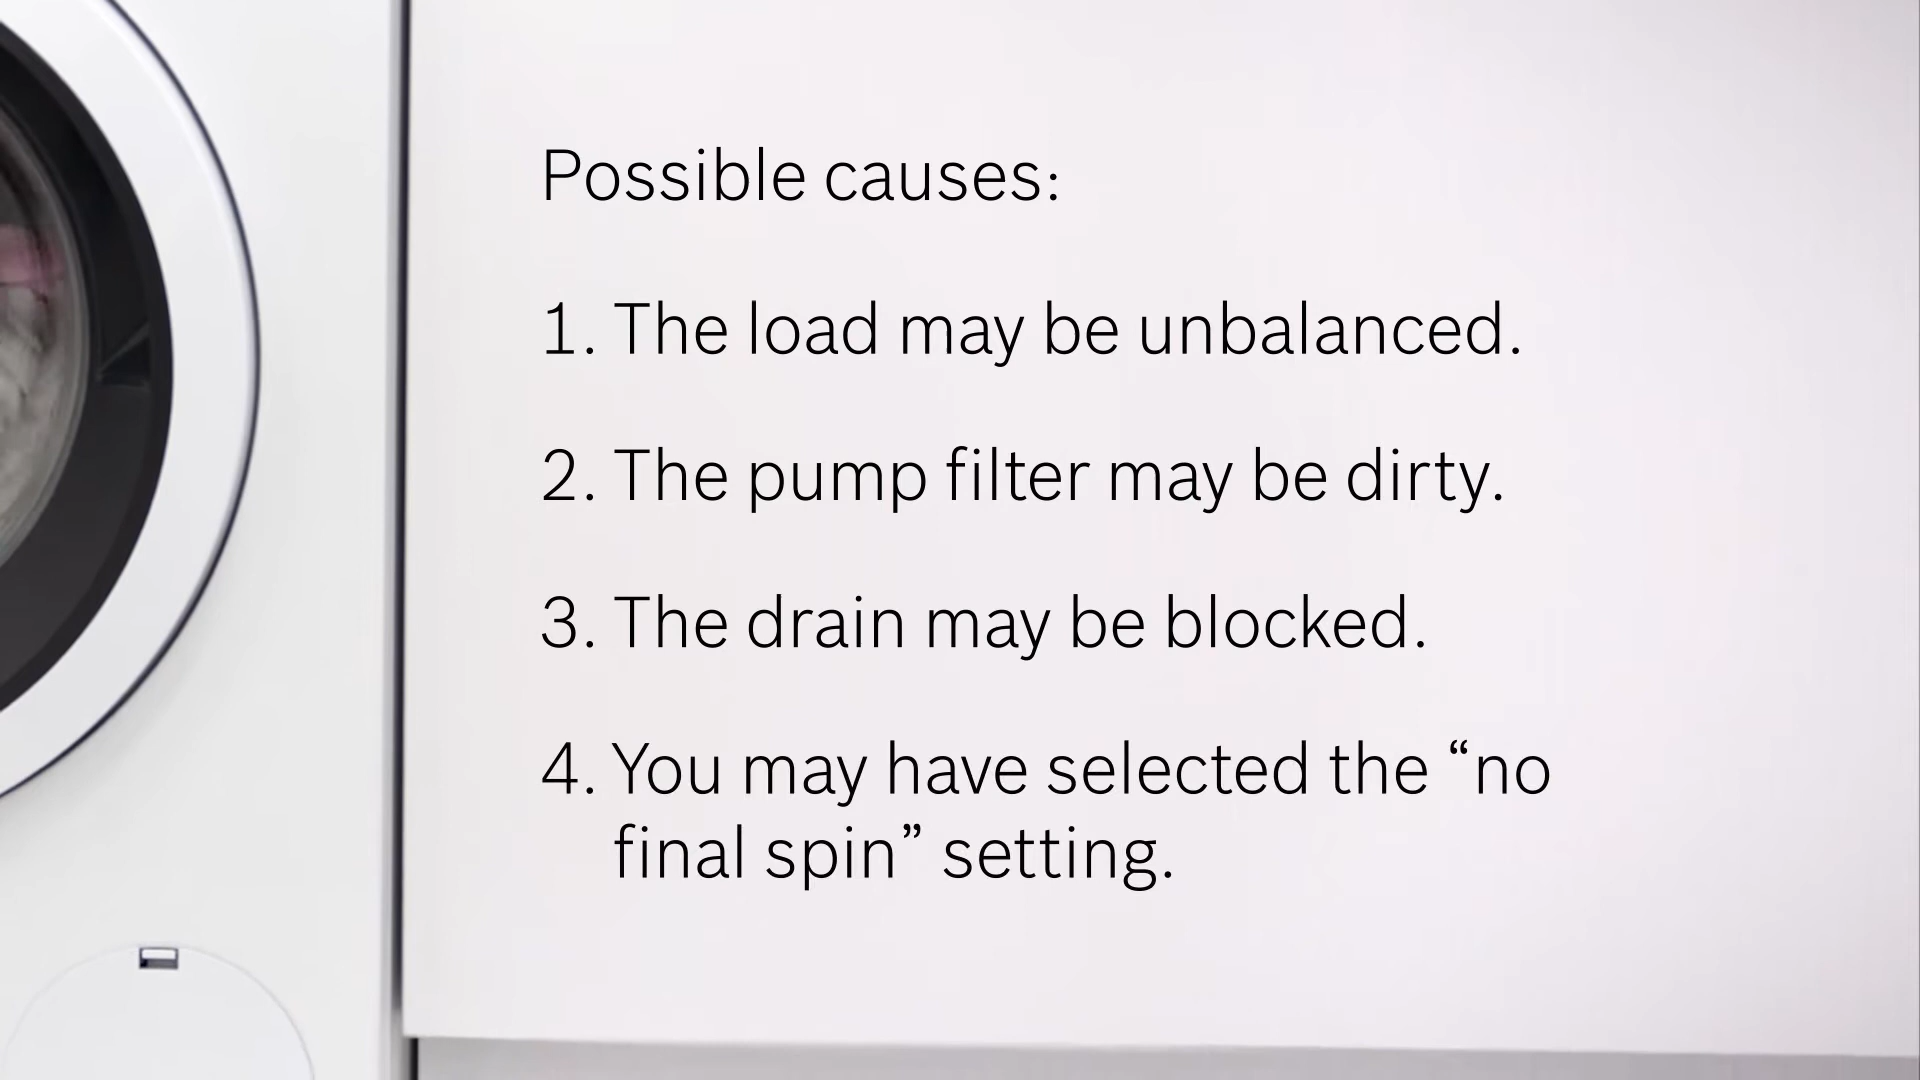 Possible causes:
1. The load may be unbalanced.
2. The pump filter may be dirty.
3. The drain may be blocked.
4. You may have selected the “no
final spin” setting.